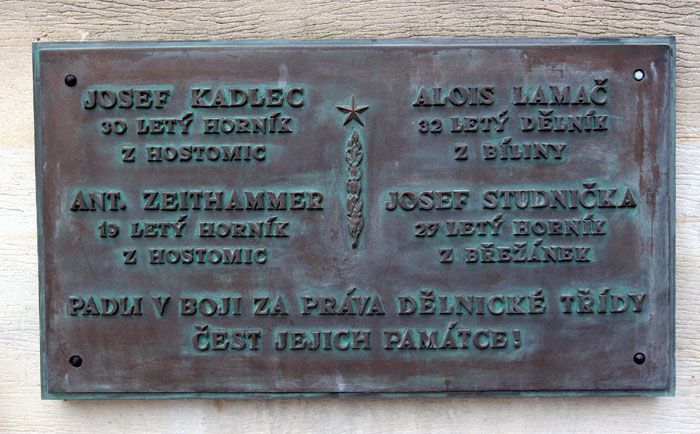 JOSEF KADLEC
30 LETÝ HORNÍK
Z HOSTOMIC
ALOIS LAMAČ
32 LETÝ DĚLNÍK
Z BÍLINY
ANT. ZEITHAMMER
19 LETÝ HORNÍK
Z HOSTOMIC
JOSEF STUDNIČKA
27 LETÝ HORNÍK
Z BŘEŽÁNEK
PADLI V BOJI ZA PRÁVA DĚLNICKÉ TŘÍDY
ČEST JEJICH PAMÁTCE!